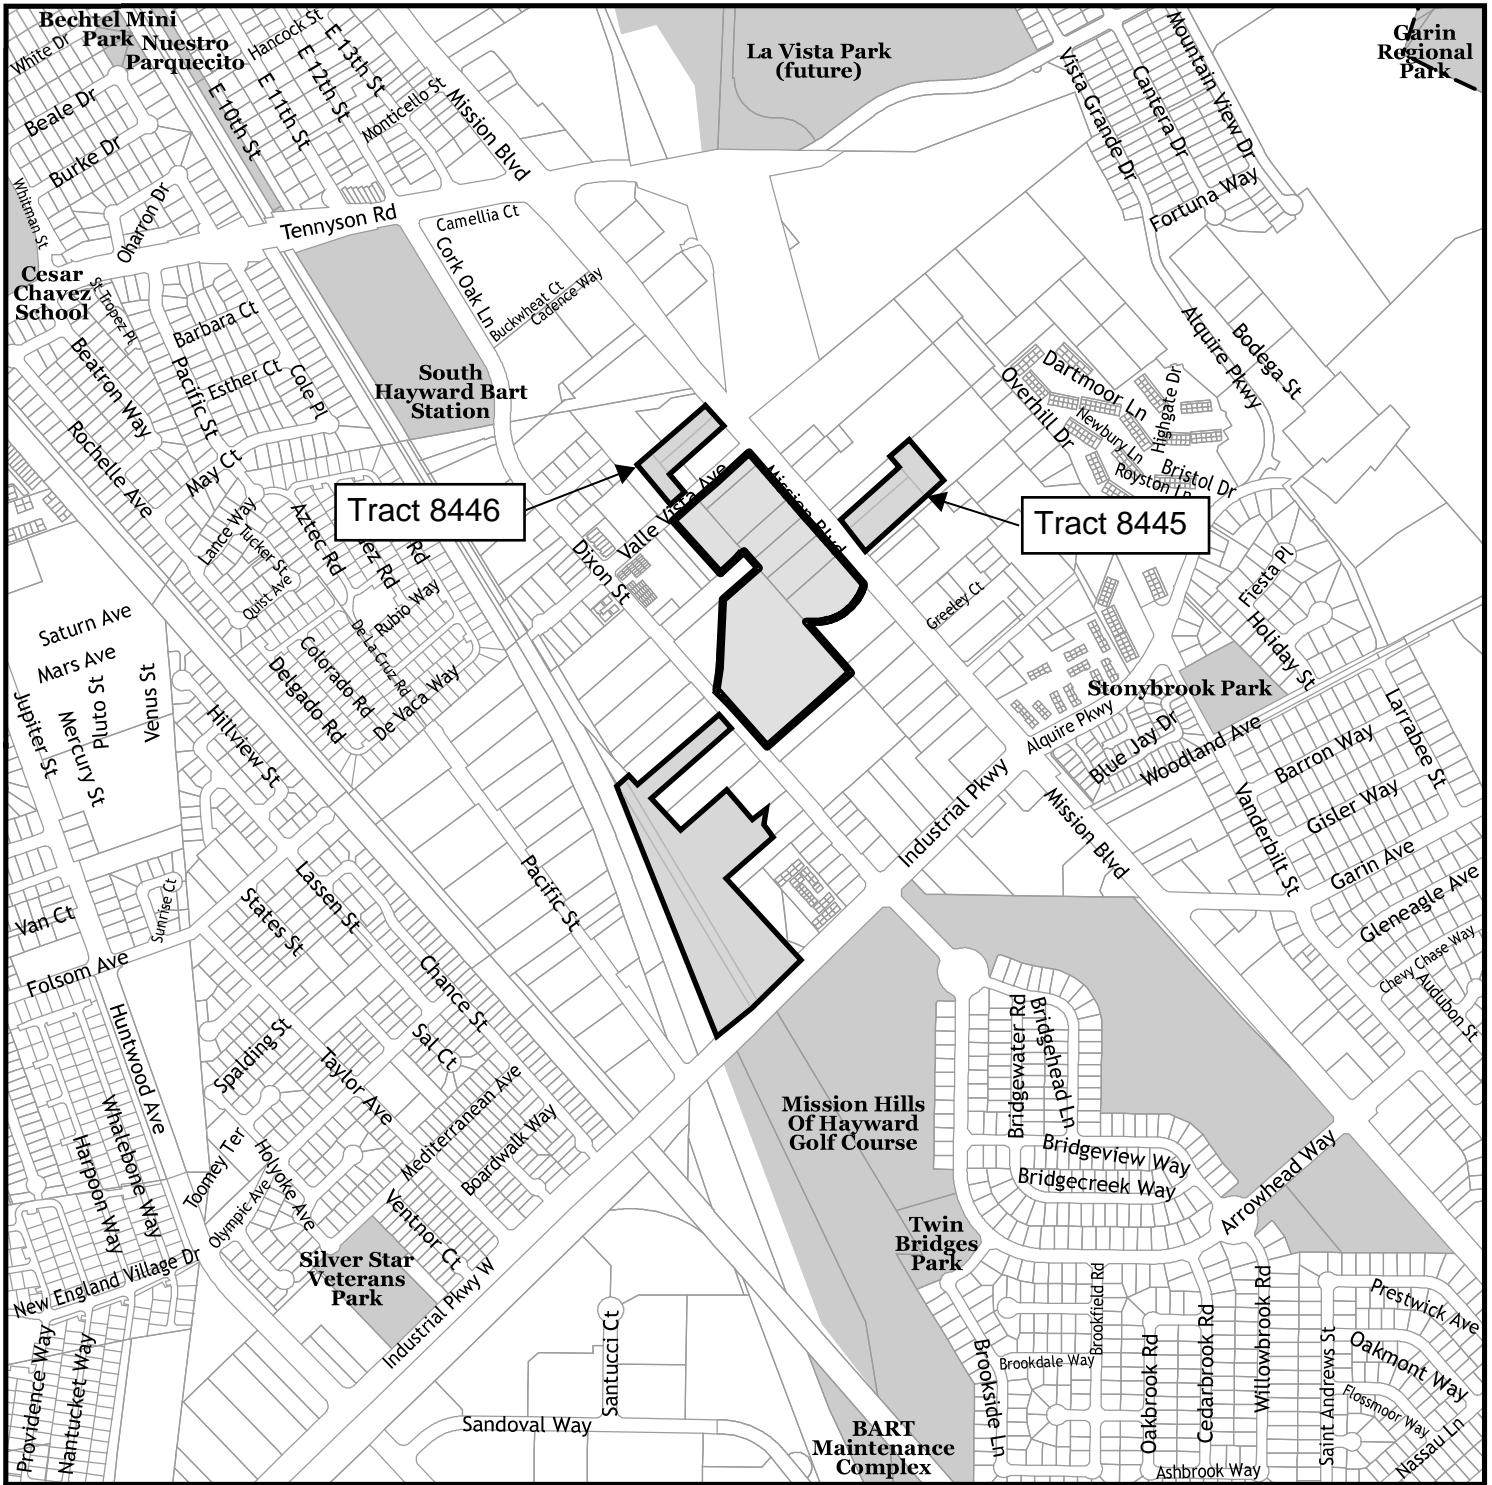 Bechtel Mini
Park
Nuestro
Parquecito
White Dr
Hancock St
E 13th St
E 12th St
E 11th St
E 10th St
Monticello St
Mission Blvd
La Vista Park
(future)
Vista Grande Dr
Cantera Dr
Mountain View Dr
Garin
Regional
Park
Beale Dr
Burke Dr
Whitman St
Oharron Dr
Tennyson Rd
Camellia Ct
Cork Oak Ln
Buckwheat Ct
Cadence Way
Fortuna Way
Cesar
Chavez
School
St Tropez Pl
Barbara Ct
Beatron Way
Pacific St
Esther Ct
Cole Pl
South
Hayward Bart
Station
Alquire Pkwy
Bodega St
Dartmoor Ln
Overhill Dr
Newbury Ln
Highgate Dr
Bristol Dr
Royston Ln
Rochelle Ave
May Ct
Lance Way
Tucker St
Quist Ave
Aztec Rd
ez Rd
Rd
Rubio Way
De La Cruz Rd
Tract 8446
Valle Vista Ave
Mission Blvd
Dixon St
Tract 8445
Greeley Ct
Fiesta Pl
Holiday St
Saturn Ave
Mars Ave
Jupiter St
Mercury St
Pluto St
Venus St
Colorado Rd
Delgado Rd
De Vaca Way
Hillview St
Stonybrook Park
Alquire Pkwy
Blue Jay Dr
Woodland Ave
Larrabee St
Barron Way
Gisler Way
Vanderbilt St
Garin Ave
Gleneagle Ave
Chevy Chase Way
Audubon St
Industrial Pkwy
Mission Blvd
Pacific St
Lassen St
States St
Sunrise Ct
Van Ct
Folsom Ave
Chance St
Huntwood Ave
Spalding St
Taylor Ave
Sal Ct
Mediterranean Ave
Boardwalk Way
Whalebone Way
Harpoon Way
Toomey Ter
Holyoke Ave
Olympic Ave
Ventnor Ct
New England Village Dr
Silver Star
Veterans
Park
Industrial Pkwy W
Providence Way
Nantucket Way
Santucci Ct
Sandoval Way
Mission Hills
Of Hayward
Golf Course
Bridgewater Rd
Bridgehead Ln
Bridgeview Way
Bridgecreek Way
Arrowhead Way
Twin
Bridges
Park
Brookside Ln
Brookdale Way
Brookfield Rd
Oakbrook Rd
Cedarbrook Rd
Willowbrook Rd
Saint Andrews St
Prestwick Ave
Oakmont Way
Flossmoor Way
Nassau Ln
Ashbrook Way
BART
Maintenance
Complex